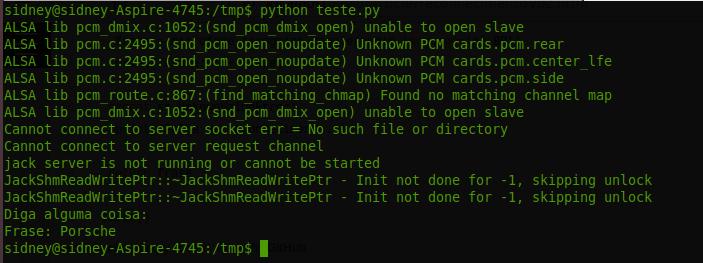 sidney@sidney-Aspire-4745:/tmp$ python teste.py
ALSA lib pcm_dmix.c:1052:(snd_pcm_dmix_open) unable to open slave
ALSA lib pcm.c:2495:(snd_pcm_open_noupdate) Unknown PCM cards.pcm.rear
ALSA lib pcm.c:2495:(snd_pcm_open_noupdate) Unknown PCM cards.pcm.center_lfe
ALSA lib pcm.c:2495:(snd_pcm_open_noupdate) Unknown PCM cards.pcm.side
ALSA lib pcm_route.c:867:(find_matching_chmap) Found no matching channel map
ALSA lib pcm_dmix.c:1052:(snd_pcm_dmix_open) unable to open slave
Cannot connect to server socket err = No such file or directory
Cannot connect to server request channel
jack server is not running or cannot be started
JackShmReadWritePtr::~JackShmReadWritePtr - Init not done for -1, skipping unlock
JackShmReadWritePtr::~JackShmReadWritePtr - Init not done for -1, skipping unlock
Diga alguma coisa:
Frase: Porsche
sidney@sidney-Aspire-4745:/tmp$